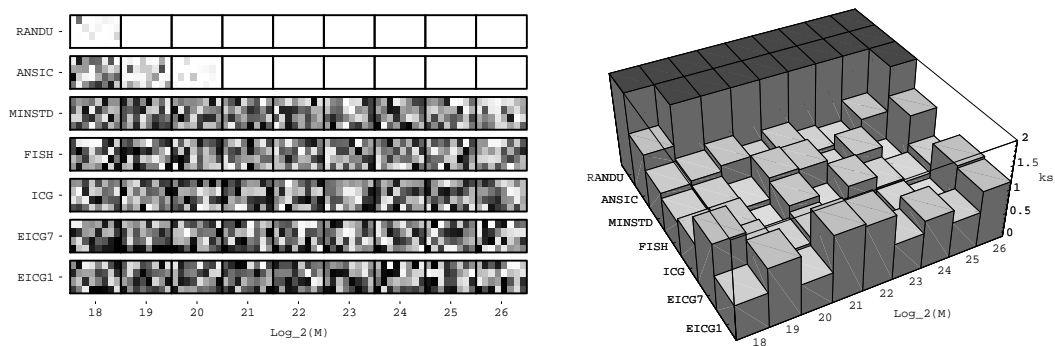 RANDU
ANSIC
MINSTD
FISH
ICG
EICG7
EICG1
18 19 20 21 22 23 24 25 26
Log_2(M)
2
1.5
ks
1
0.5
0
RANDU
ANSIC
MINSTD
FISH
ICG
EICG7
EICG1
18 19 20 21 22 23 24 25 26
Log_2(M)